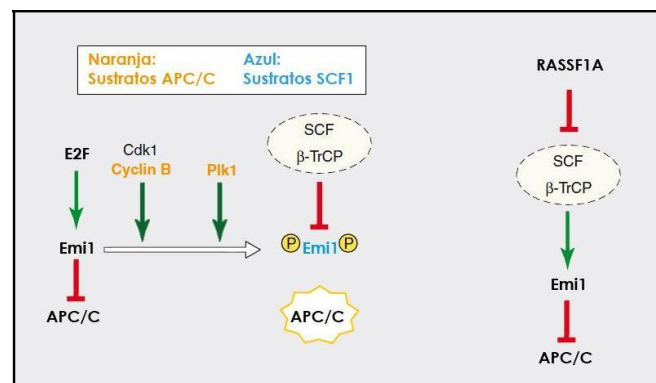 Naranja:
Sustratos APC/C
Azul:
Sustratos SCF1
E2F
Cdk1
Cyclin B
Plk1
SCF
β-TrCP
Emi1
P Emi1 P
APC/C
APC/C
RASSF1A
SCF
β-TrCP
Emi1
APC/C